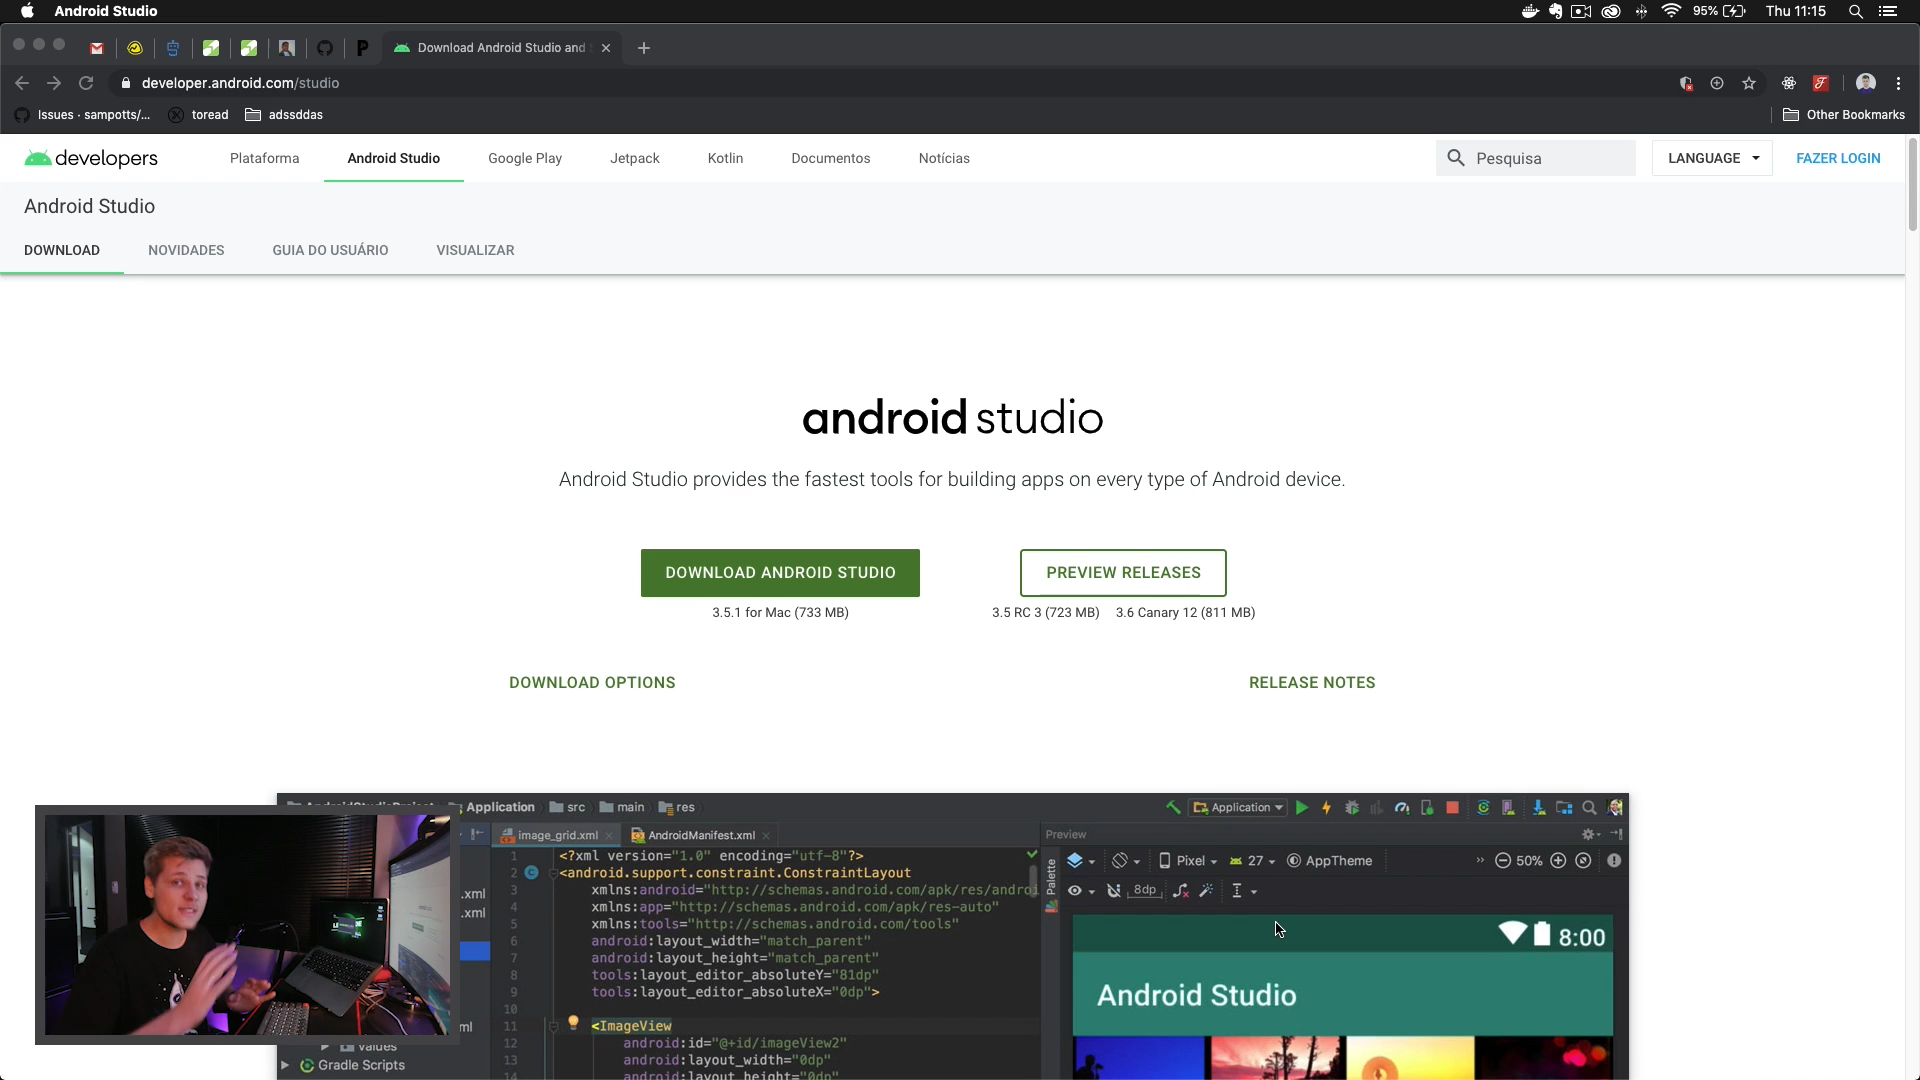 Android Studio
95%
Thu 11:15
Download Android Studio and
developer.android.com/studio
Issues · sampotts/...
toread
adssddas
Other Bookmarks
developers
Plataforma
Android Studio
Google Play
Jetpack
Kotlin
Documentos
Notícias
Pesquisa
LANGUAGE
FAZER LOGIN
Android Studio
DOWNLOAD
NOVIDADES
GUIA DO USUÁRIO
VISUALIZAR
android studio
Android Studio provides the fastest tools for building apps on every type of Android device.
DOWNLOAD ANDROID STUDIO
3.5.1 for Mac (733 MB)
PREVIEW RELEASES
3.5 RC 3 (723 MB) 3.6 Canary 12 (811 MB)
DOWNLOAD OPTIONS
RELEASE NOTES
Application
src
main
res
Application
image_grid.xml
AndroidManifest.xml
Preview
Palette
Pixel
27
AppTheme
50%
8dp
.xml
.xml
ml
values
Gradle Scripts
1 <?xml version="1.0" encoding="utf-8"?>
2 <android.support.constraint.ConstraintLayout
3 xmlns:android="http://schemas.android.com/apk/res/androi
4 xmlns:app="http://schemas.android.com/apk/res-auto"
5 xmlns:tools="http://schemas.android.com/tools"
6 android:layout_width="match_parent"
7 android:layout_height="match_parent"
8 tools:layout_editor_absoluteY="81dp"
9 tools:layout_editor_absoluteX="0dp">
10
11 <ImageView
12 android:id="@+id/imageView2"
13 android:layout_width="0dp"
14 android:layout_height="0dp"
8:00
Android Studio